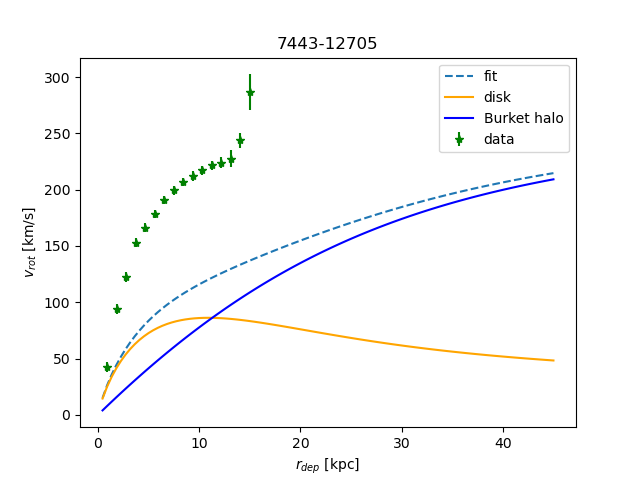 7443-12705
300
250
200
150
100
50
0
v_rot [km/s]
fit
disk
Burket halo
data
0 10 20 30 40
r_dep [kpc]